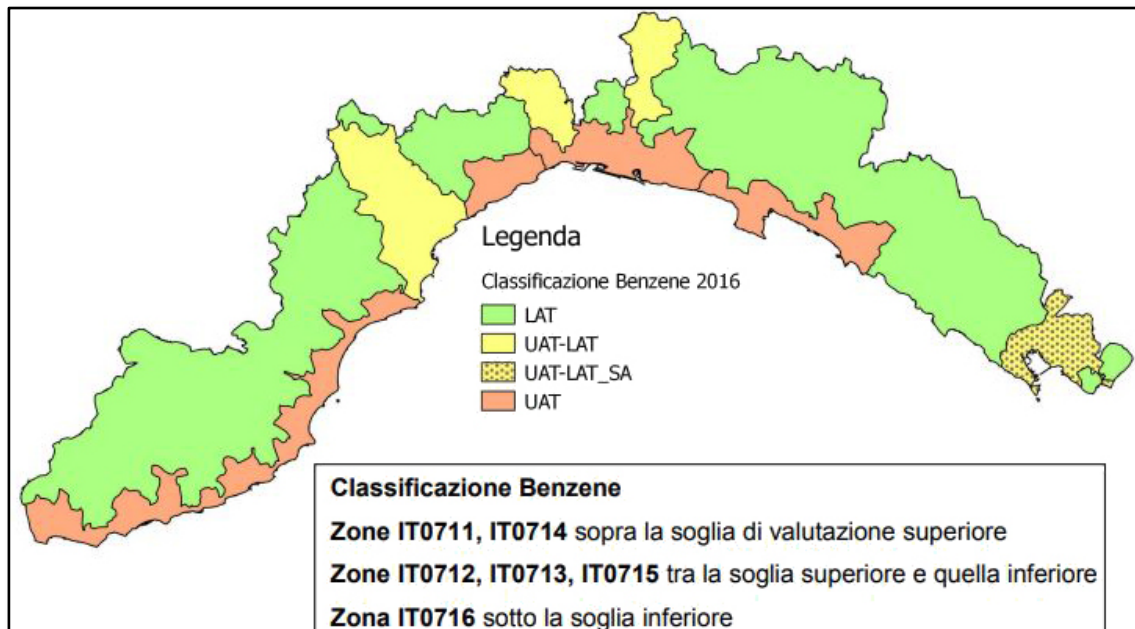 Legenda
Classificazione Benzene 2016
LAT
UAT-LAT
UAT-LAT_SA
UAT
Classificazione Benzene
Zone IT0711, IT0714 sopra la soglia di valutazione superiore
Zone IT0712, IT0713, IT0715 tra la soglia superiore e quella inferiore
Zona IT0716 sotto la soglia inferiore